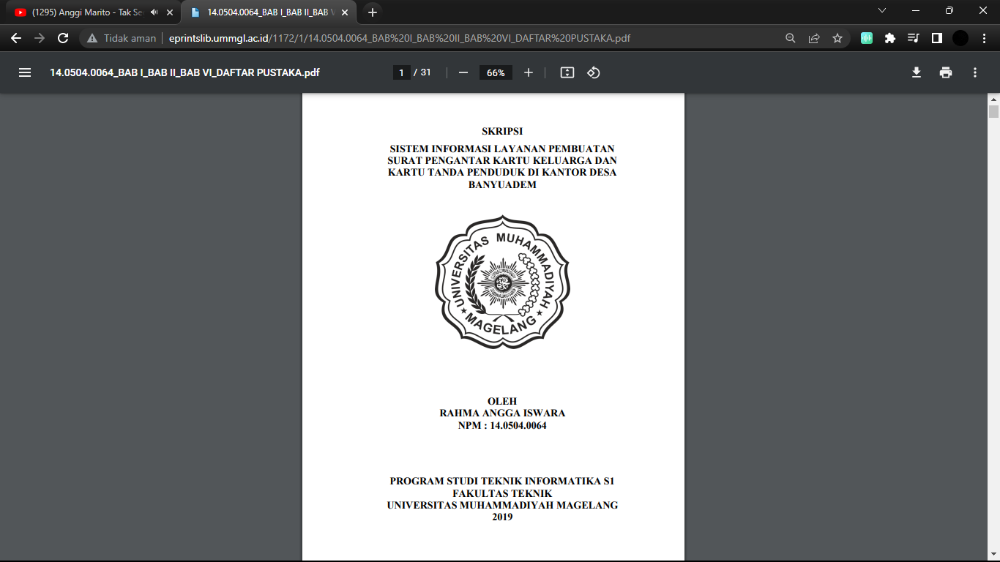 (1295) Anggi Marito - Tak Se
14.0504.0064_BAB I_BAB II_BAB V
Tidak aman
eprintslib.ummgl.ac.id/1172/1/14.0504.0064_BAB%20I_BAB%20II_BAB%20VI_DAFTAR%20PUSTAKA.pdf
14.0504.0064_BAB I_BAB II_BAB VI_DAFTAR PUSTAKA.pdf
1 / 31
66%
SKRIPSI
SISTEM INFORMASI LAYANAN PEMBUATAN
SURAT PENGANTAR KARTU KELUARGA DAN
KARTU TANDA PENDUDUK DI KANTOR DESA
BANYUADEM
UNIVERSITAS MUHAMMADIYAH
MAGELANG
OLEH
RAHMA ANGGA ISWARA
NPM : 14.0504.0064
PROGRAM STUDI TEKNIK INFORMATIKA S1
FAKULTAS TEKNIK
UNIVERSITAS MUHAMMADIYAH MAGELANG
2019